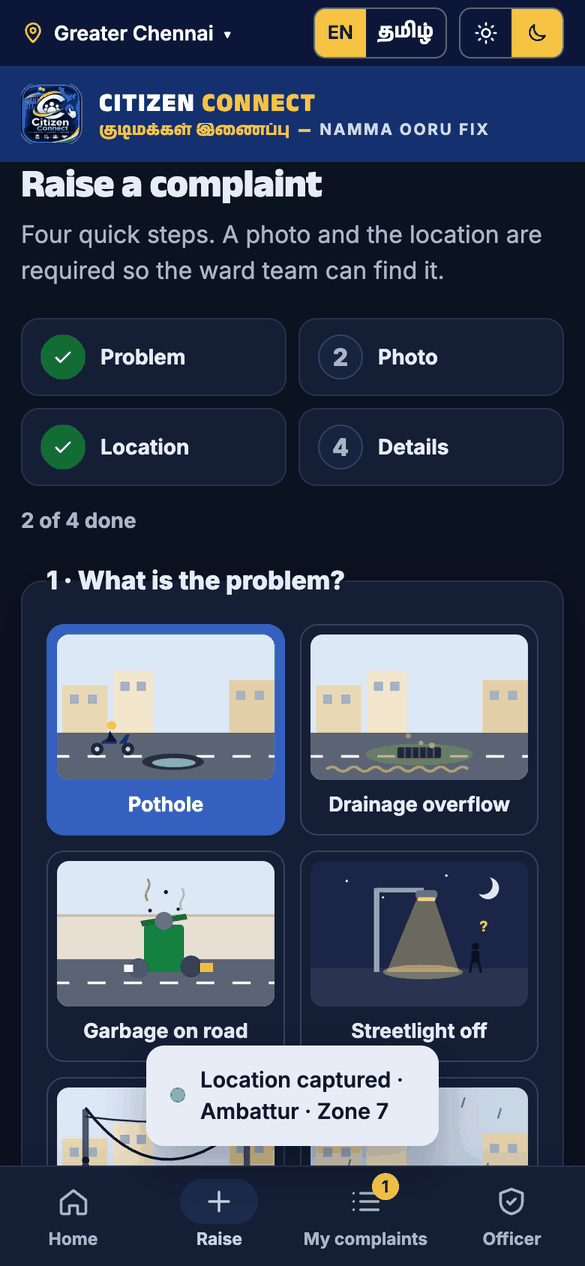 Greater Chennai ▾
EN
தமிழ்
Citizen
Connect
CITIZEN CONNECT
குடிமக்கள் இணைப்பு — NAMMA OORU FIX
Raise a complaint
Four quick steps. A photo and the location are
required so the ward team can find it.
Problem
2 Photo
Location
4 Details
2 of 4 done
1 · What is the problem?
Pothole
Drainage overflow
?
Garbage on road
Streetlight off
Location captured ·
Ambattur · Zone 7
1
Home
Raise
My complaints
Officer